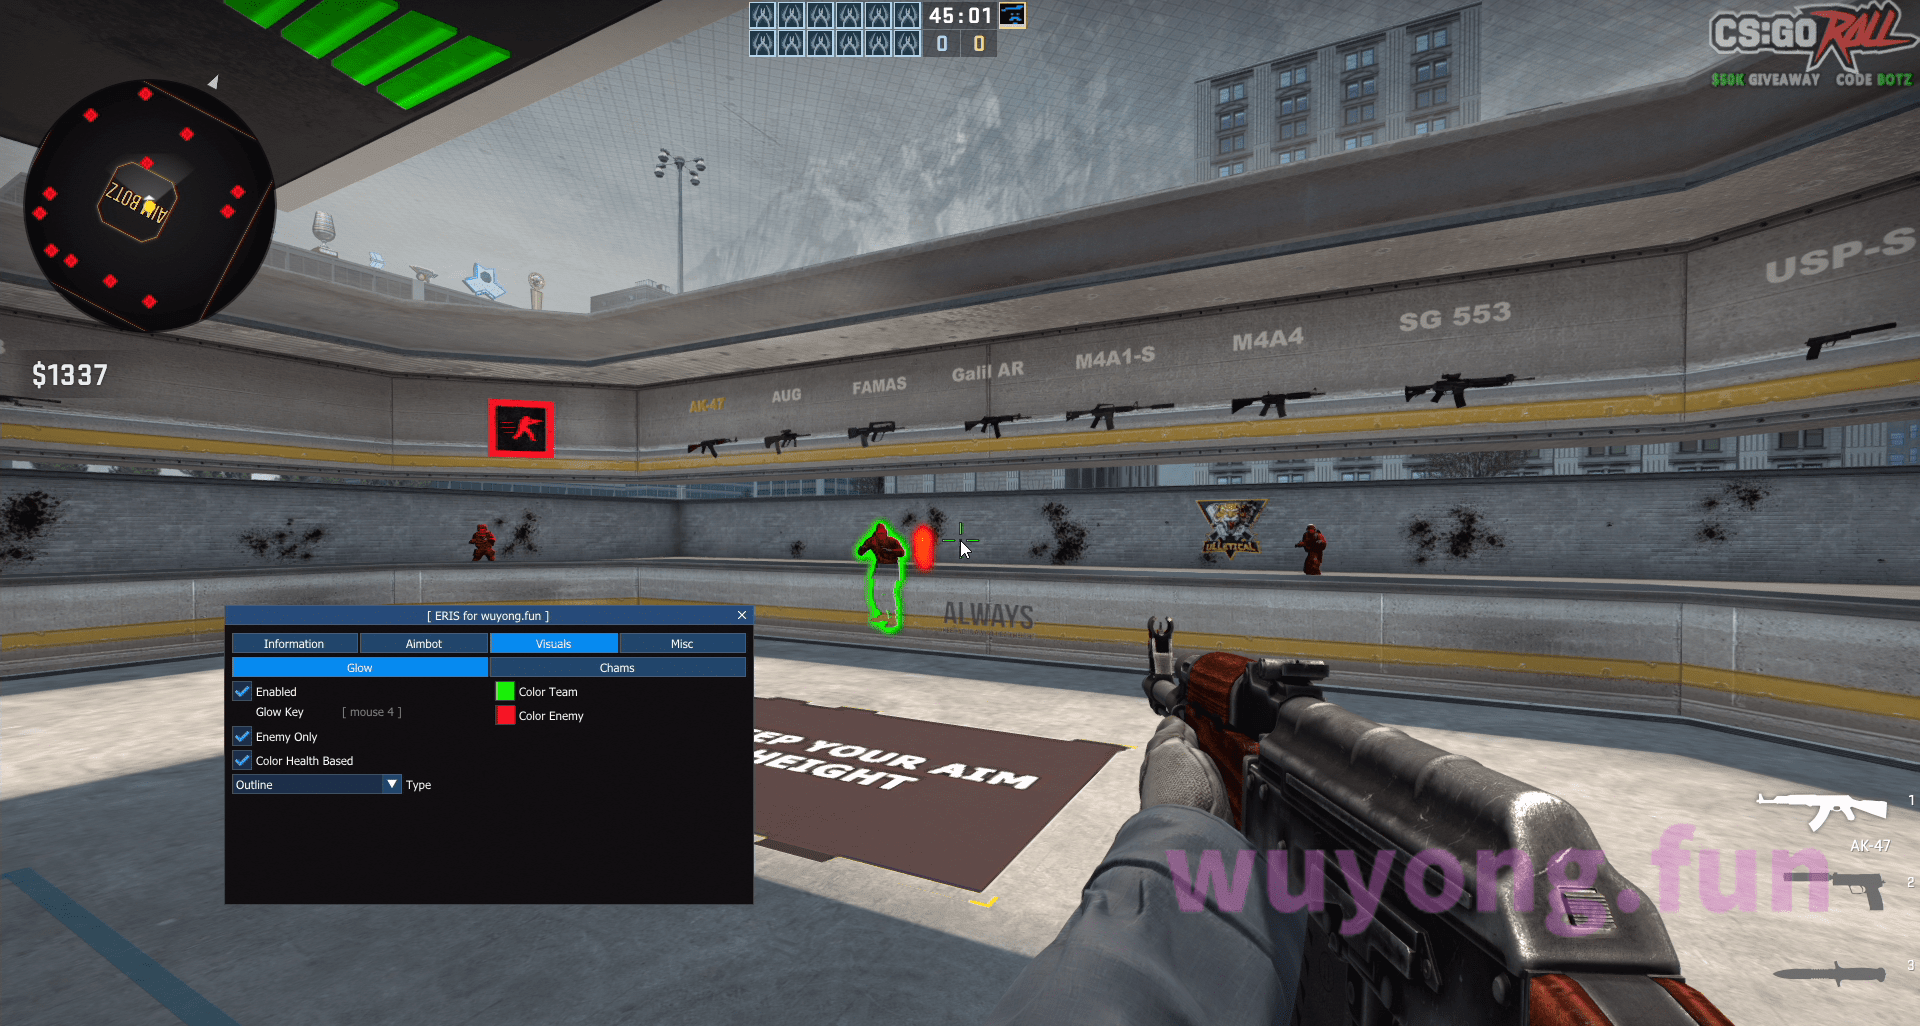 45:01
0 0
CS:GO ROLL
$50K GIVEAWAY CODE BOTZ
AIM BOTZ
$1337
AK-47
AUG
FAMAS
Galil AR
M4A1-S
M4A4
SG 553
USP-S
ULLETICAL
ALWAYS
EP YOUR AIM
HEIGHT
[ ERIS for wuyong.fun ]
Information Aimbot Visuals Misc
Glow Chams
Enabled
Glow Key [ mouse 4 ]
Enemy Only
Color Health Based
Outline Type
Color Team
Color Enemy
1
AK-47
2
3
wuyong.fun